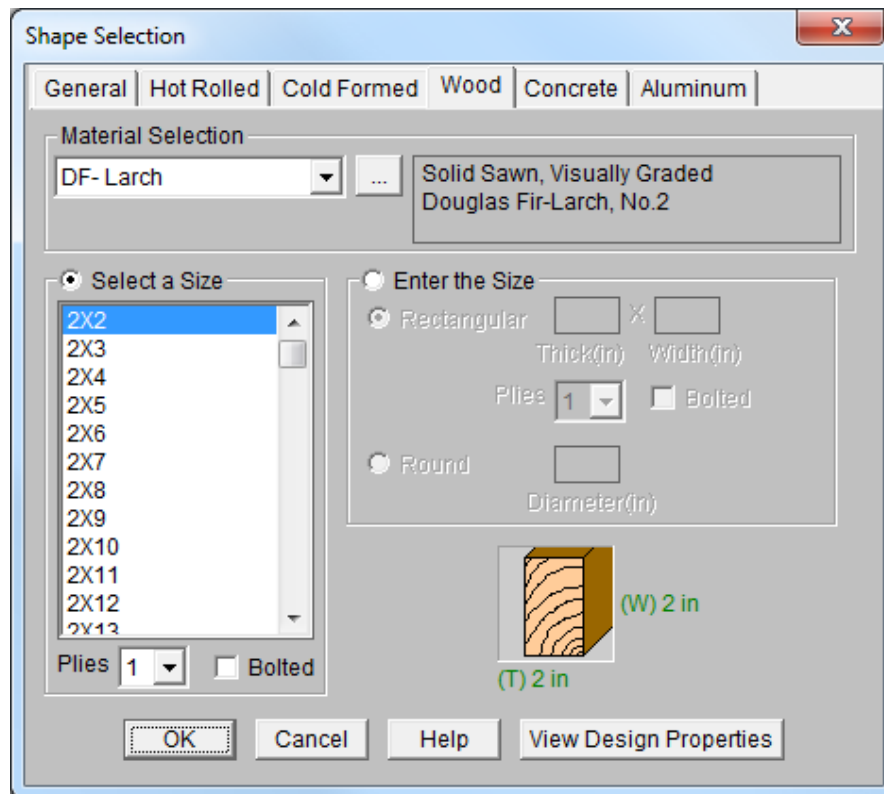 Shape Selection
X
General Hot Rolled Cold Formed Wood Concrete Aluminum
Material Selection
DF- Larch
...
Solid Sawn, Visually Graded
Douglas Fir-Larch, No.2
Select a Size
2X2
2X3
2X4
2X5
2X6
2X7
2X8
2X9
2X10
2X11
2X12
2X13
Plies 1 Bolted
Enter the Size
Rectangular X
Thick(in) Width(in)
Plies 1 Bolted
Round
Diameter(in)
(W) 2 in
(T) 2 in
OK Cancel Help View Design Properties